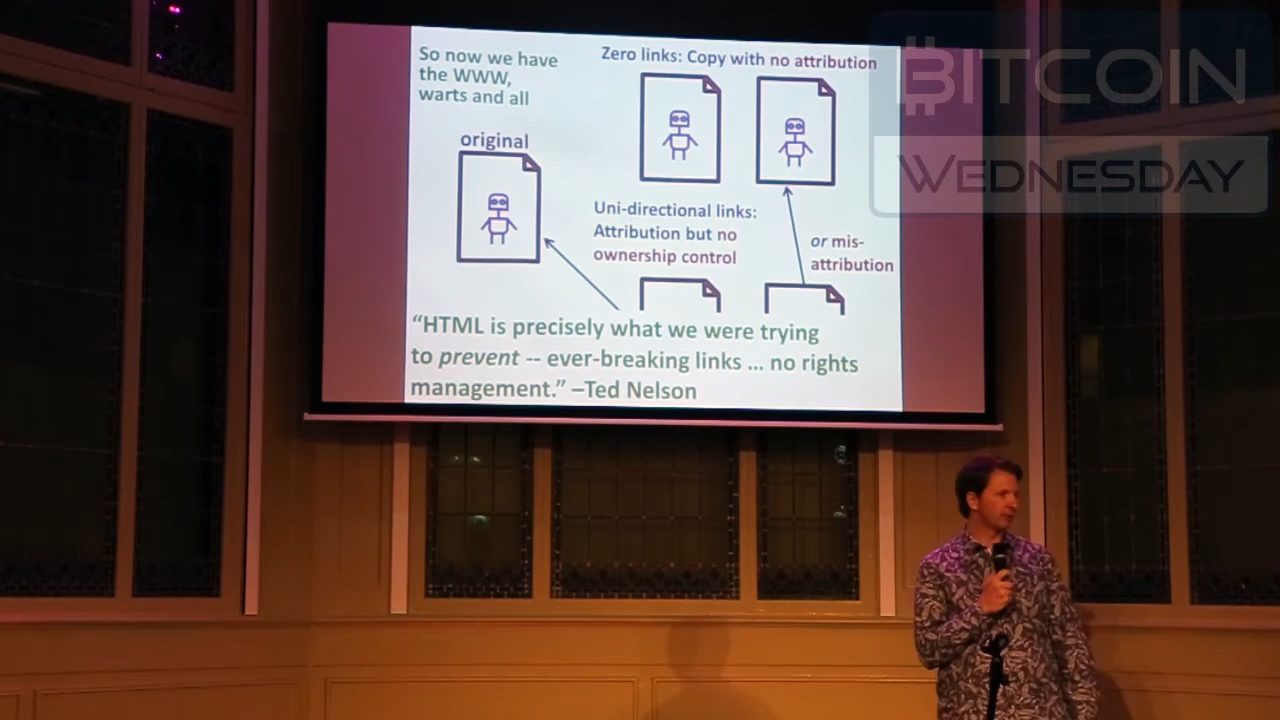 So now we have
the WWW,
warts and all
Zero links: Copy with no attribution
original
Uni-directional links:
Attribution but no
ownership control
or mis-
attribution
“HTML is precisely what we were trying
to prevent -- ever-breaking links ... no rights
management.” –Ted Nelson
BITCOIN
WEDNESDAY